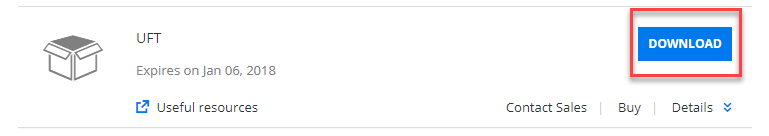 UFT
DOWNLOAD
Expires on Jan 06, 2018
Useful resources
Contact Sales | Buy | Details